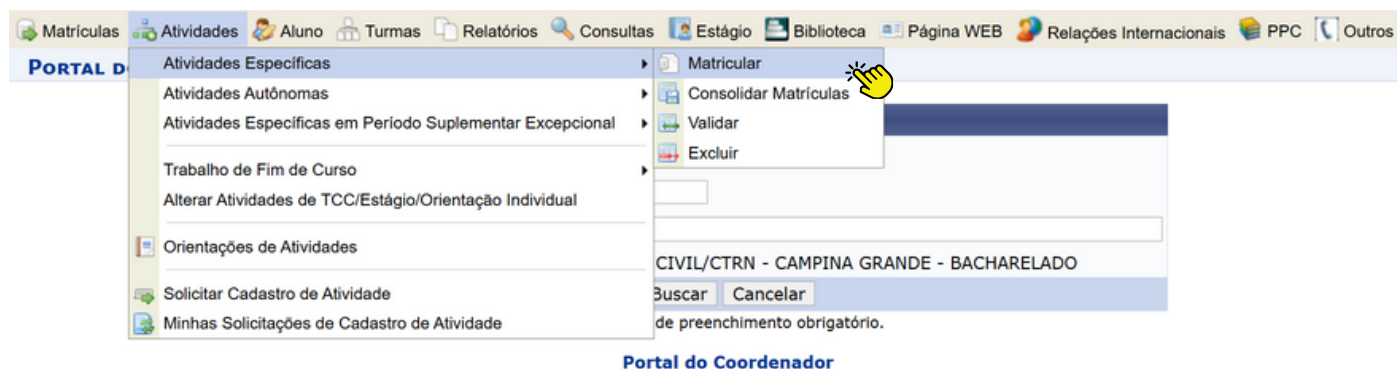 Matrículas Atividades Aluno Turmas Relatórios Consultas Estágio Biblioteca Página WEB Relações Internacionais PPC Outros
PORTAL D
Atividades Específicas
Matricular
Atividades Autônomas
Consolidar Matrículas
Atividades Específicas em Período Suplementar Excepcional
Validar
Excluir
Trabalho de Fim de Curso
Alterar Atividades de TCC/Estágio/Orientação Individual
Orientações de Atividades
CIVIL/CTRN - CAMPINA GRANDE - BACHARELADO
Solicitar Cadastro de Atividade
Buscar Cancelar
Minhas Solicitações de Cadastro de Atividade
de preenchimento obrigatório.
Portal do Coordenador